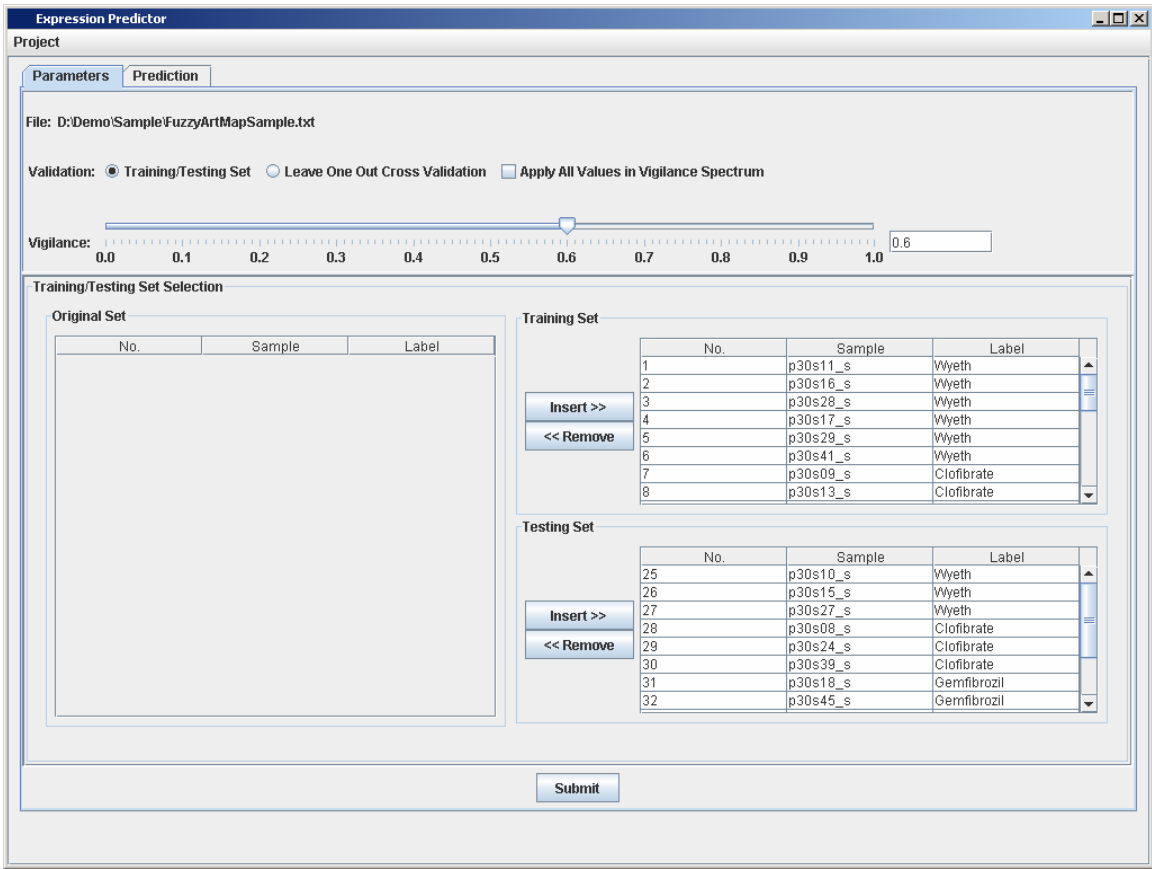 Expression Predictor
Project
Parameters Prediction
File: D:\Demo\Sample\FuzzyArtMapSample.txt
Validation: Training/Testing Set Leave One Out Cross Validation Apply All Values in Vigilance Spectrum
Vigilance: 0.6
0.0 0.1 0.2 0.3 0.4 0.5 0.6 0.7 0.8 0.9 1.0
Training/Testing Set Selection
Original Set
No. Sample Label
Training Set
No. Sample Label
1 p30s11_s Wyeth
2 p30s16_s Wyeth
3 p30s28_s Wyeth
4 p30s17_s Wyeth
5 p30s29_s Wyeth
6 p30s41_s Wyeth
7 p30s09_s Clofibrate
8 p30s13_s Clofibrate
Insert >>
<< Remove
Testing Set
No. Sample Label
25 p30s10_s Wyeth
26 p30s15_s Wyeth
27 p30s27_s Wyeth
28 p30s08_s Clofibrate
29 p30s24_s Clofibrate
30 p30s39_s Clofibrate
31 p30s18_s Gemfibrozil
32 p30s45_s Gemfibrozil
Insert >>
<< Remove
Submit